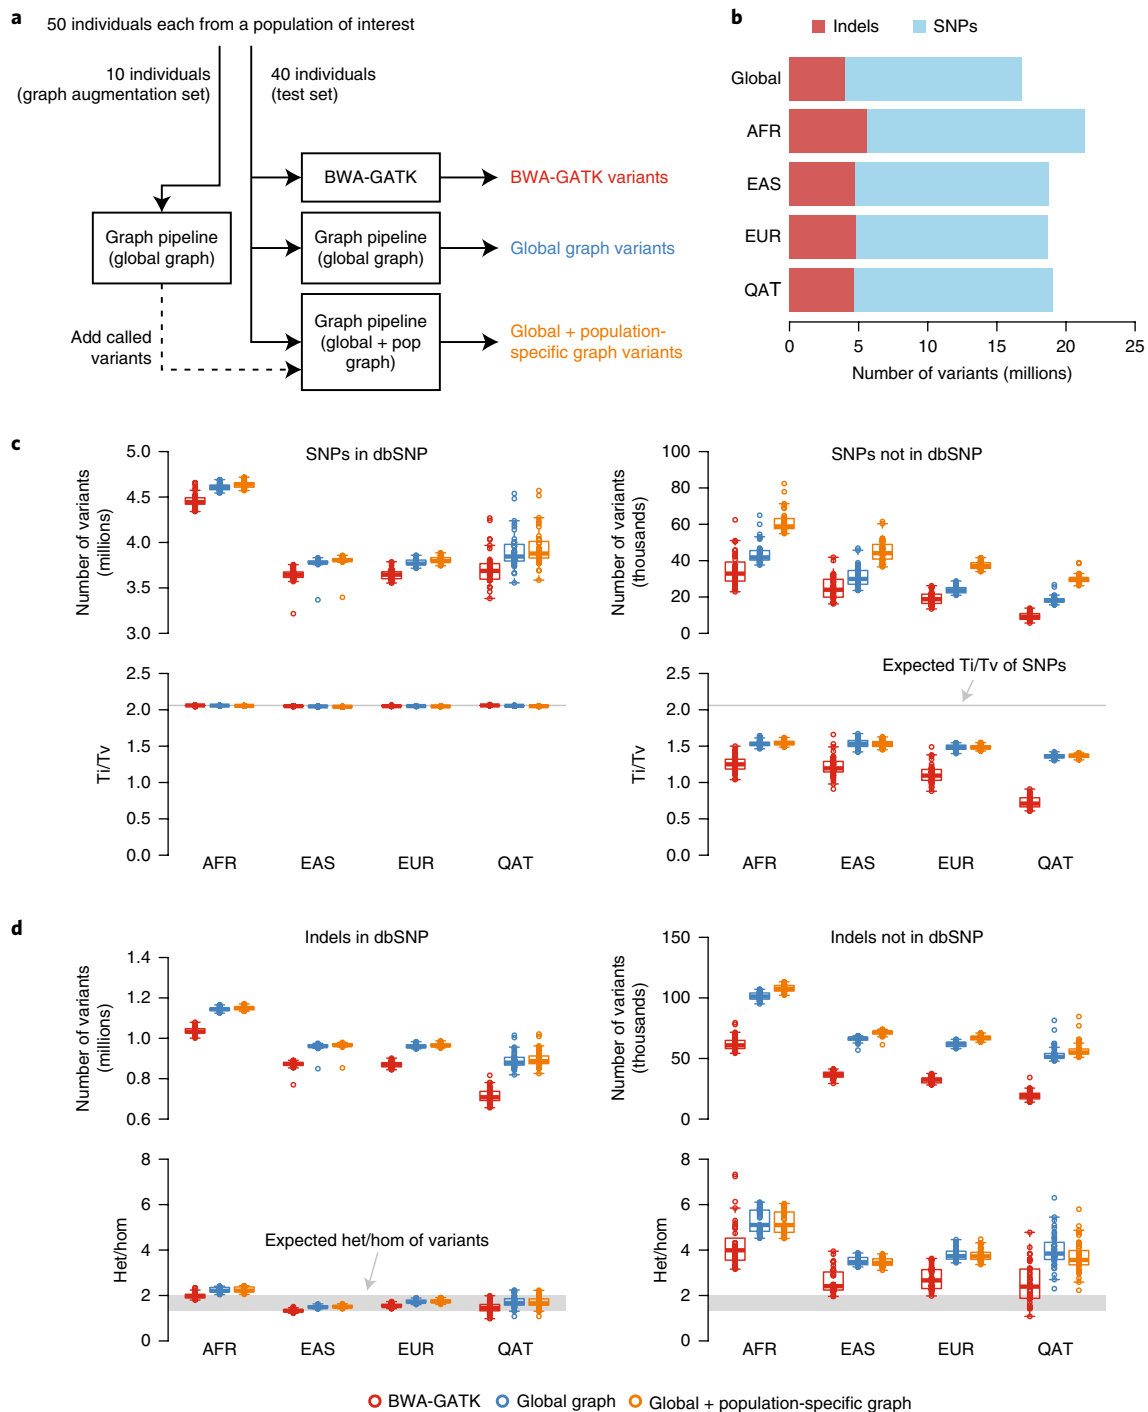 a
50 individuals each from a population of interest
10 individuals
(graph augmentation set)
40 individuals
(test set)
BWA-GATK
BWA-GATK variants
Graph pipeline
(global graph)
Graph pipeline
(global graph)
Global graph variants
Add called
variants
Graph pipeline
(global + pop
graph)
Global + population-
specific graph variants
b
Indels
SNPs
Global
AFR
EAS
EUR
QAT
0 5 10 15 20 25
Number of variants (millions)
c
SNPs in dbSNP
Number of variants
(millions)
5.0
4.5
4.0
3.5
3.0
SNPs not in dbSNP
Number of variants
(thousands)
100
80
60
40
20
0
Ti/Tv
2.5
2.0
1.5
1.0
0.5
0.0
AFR EAS EUR QAT
Expected Ti/Tv of SNPs
Ti/Tv
2.5
2.0
1.5
1.0
0.5
0.0
AFR EAS EUR QAT
d
Indels in dbSNP
Number of variants
(millions)
1.4
1.2
1.0
0.8
0.6
Indels not in dbSNP
Number of variants
(thousands)
150
100
50
0
Expected het/hom of variants
Het/hom
8
6
4
2
0
AFR EAS EUR QAT
Het/hom
8
6
4
2
0
AFR EAS EUR QAT
BWA-GATK Global graph Global + population-specific graph